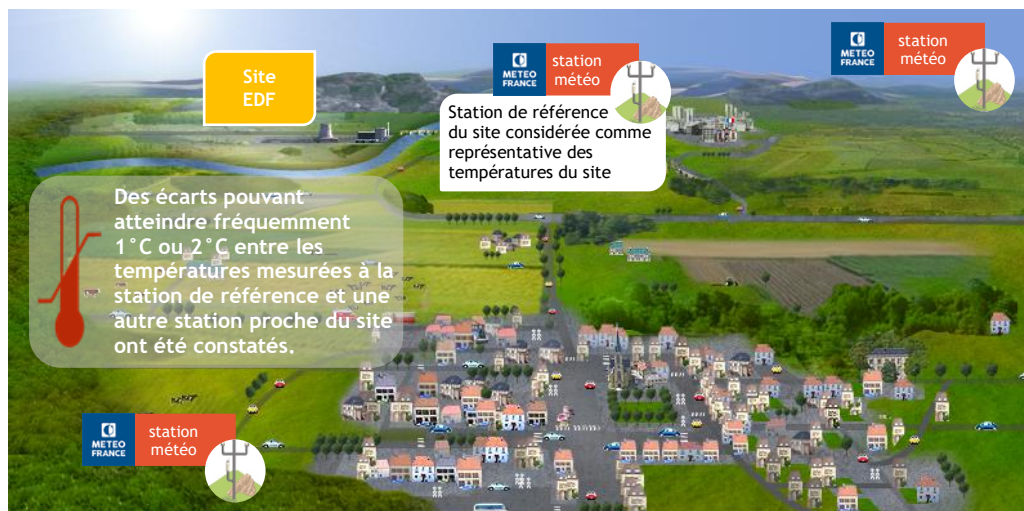 Site
EDF
METEO
FRANCE
station
météo
METEO
FRANCE
station
météo
Station de référence
du site considérée comme
représentative des
températures du site
Des écarts pouvant
atteindre fréquemment
1°C ou 2°C entre les
températures mesurées à la
station de référence et une
autre station proche du site
ont été constatés.
METEO
FRANCE
station
météo